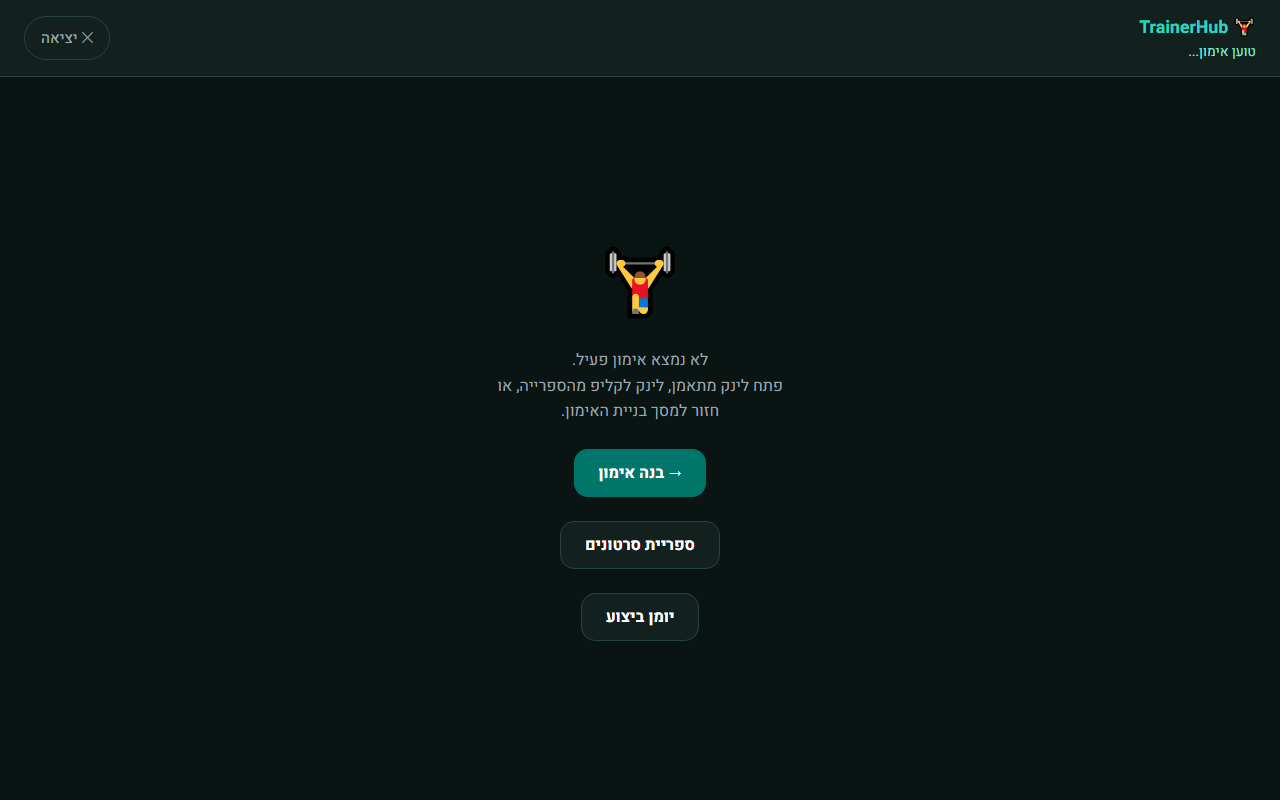 TrainerHub
טוען אימון...
✕ יציאה
לא נמצא אימון פעיל.
פתח לינק מתאמן, לינק לקליפ מהספרייה, או
חזור למסך בניית האימון.
→ בנה אימון
ספריית סרטונים
יומן ביצוע